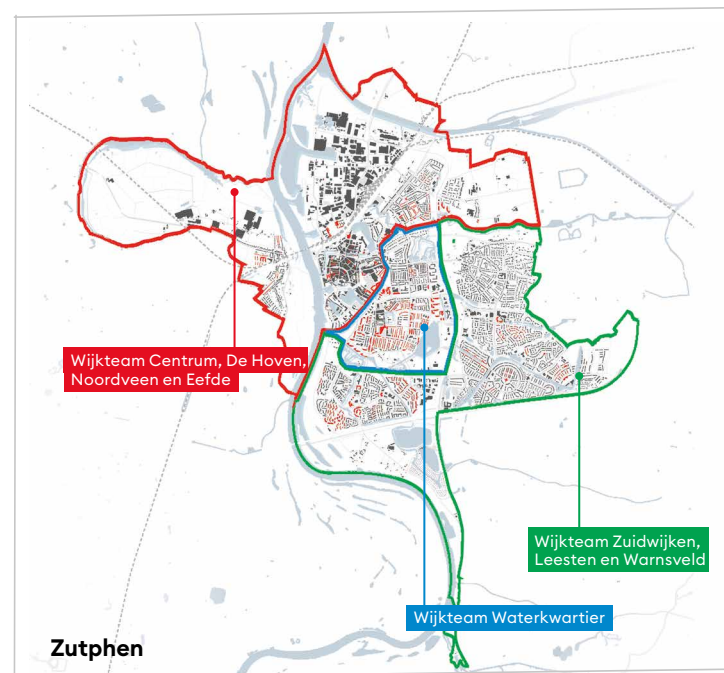 Wijkteam Centrum, De Hoven,
Noordveen en Eefde
Wijkteam Zuidwijken,
Leesten en Warnsveld
Wijkteam Waterkwartier
Zutphen